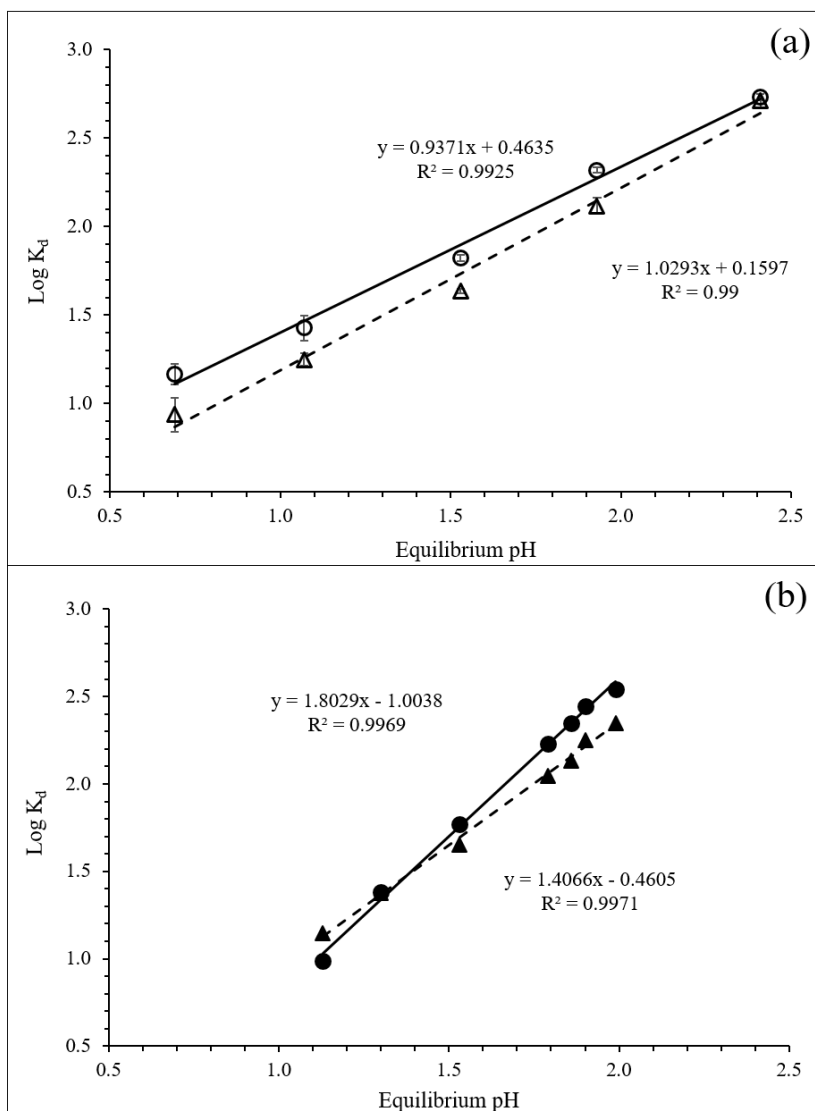 (a)
3.0
2.5
2.0
1.5
1.0
0.5
Log K_d
y = 0.9371x + 0.4635
R² = 0.9925
y = 1.0293x + 0.1597
R² = 0.99
0.5 1.0 1.5 2.0 2.5
Equilibrium pH
(b)
3.0
2.5
2.0
1.5
1.0
0.5
Log K_d
y = 1.8029x - 1.0038
R² = 0.9969
y = 1.4066x - 0.4605
R² = 0.9971
0.5 1.0 1.5 2.0 2.5
Equilibrium pH